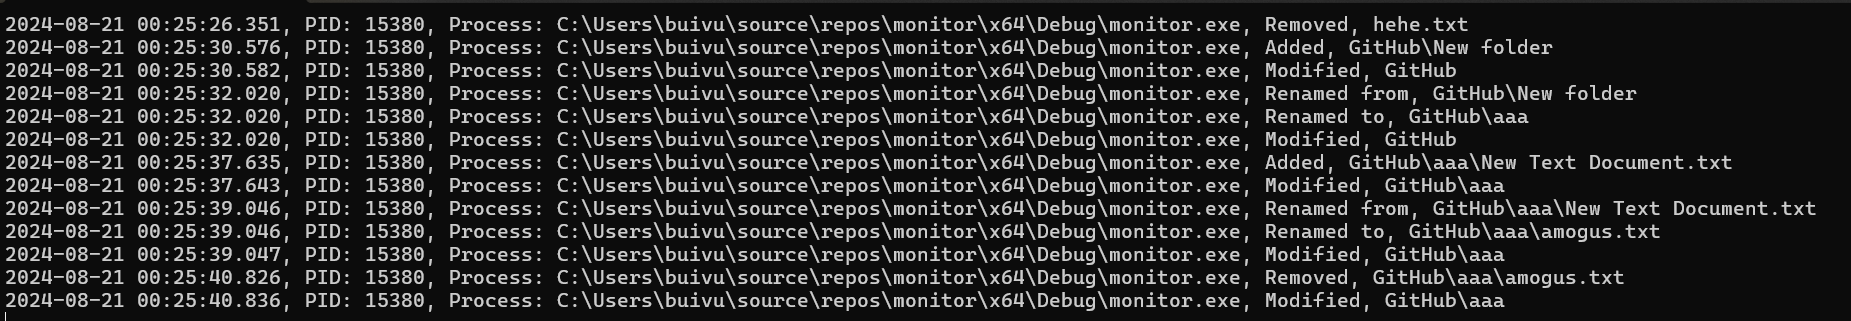 2024-08-21 00:25:26.351, PID: 15380, Process: C:\Users\buivu\source\repos\monitor\x64\Debug\monitor.exe, Removed, hehe.txt
2024-08-21 00:25:30.576, PID: 15380, Process: C:\Users\buivu\source\repos\monitor\x64\Debug\monitor.exe, Added, GitHub\New folder
2024-08-21 00:25:30.582, PID: 15380, Process: C:\Users\buivu\source\repos\monitor\x64\Debug\monitor.exe, Modified, GitHub
2024-08-21 00:25:32.020, PID: 15380, Process: C:\Users\buivu\source\repos\monitor\x64\Debug\monitor.exe, Renamed from, GitHub\New folder
2024-08-21 00:25:32.020, PID: 15380, Process: C:\Users\buivu\source\repos\monitor\x64\Debug\monitor.exe, Renamed to, GitHub\aaa
2024-08-21 00:25:32.020, PID: 15380, Process: C:\Users\buivu\source\repos\monitor\x64\Debug\monitor.exe, Modified, GitHub
2024-08-21 00:25:37.635, PID: 15380, Process: C:\Users\buivu\source\repos\monitor\x64\Debug\monitor.exe, Added, GitHub\aaa\New Text Document.txt
2024-08-21 00:25:37.643, PID: 15380, Process: C:\Users\buivu\source\repos\monitor\x64\Debug\monitor.exe, Modified, GitHub\aaa
2024-08-21 00:25:39.046, PID: 15380, Process: C:\Users\buivu\source\repos\monitor\x64\Debug\monitor.exe, Renamed from, GitHub\aaa\New Text Document.txt
2024-08-21 00:25:39.046, PID: 15380, Process: C:\Users\buivu\source\repos\monitor\x64\Debug\monitor.exe, Renamed to, GitHub\aaa\amogus.txt
2024-08-21 00:25:39.047, PID: 15380, Process: C:\Users\buivu\source\repos\monitor\x64\Debug\monitor.exe, Modified, GitHub\aaa
2024-08-21 00:25:40.826, PID: 15380, Process: C:\Users\buivu\source\repos\monitor\x64\Debug\monitor.exe, Removed, GitHub\aaa\amogus.txt
2024-08-21 00:25:40.836, PID: 15380, Process: C:\Users\buivu\source\repos\monitor\x64\Debug\monitor.exe, Modified, GitHub\aaa